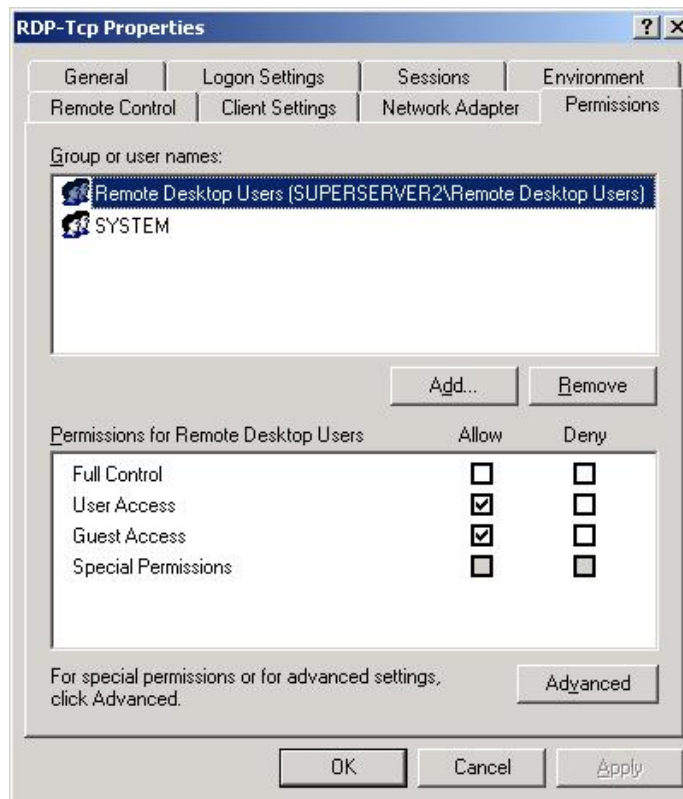 RDP-Tcp Properties
General Logon Settings Sessions Environment
Remote Control Client Settings Network Adapter Permissions
Group or user names:
Remote Desktop Users (SUPERSERVER2\Remote Desktop Users)
SYSTEM
Add... Remove
Permissions for Remote Desktop Users Allow Deny
Full Control
User Access
Guest Access
Special Permissions
For special permissions or for advanced settings,
click Advanced.
Advanced
OK Cancel Apply